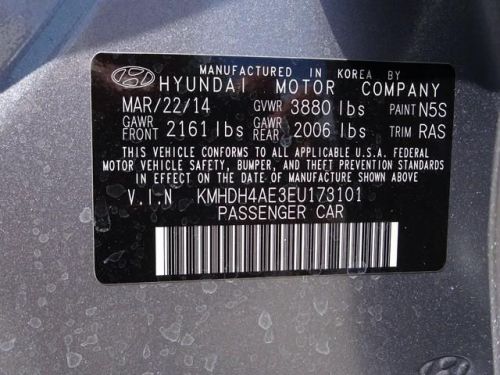 MANUFACTURED IN KOREA BY
HYUNDAI MOTOR COMPANY
MAR/22/14 GVWR 3880 lbs PAINT N5S
GAWR FRONT 2161 lbs GAWR REAR 2006 lbs TRIM RAS
THIS VEHICLE CONFORMS TO ALL APPLICABLE U.S.A. FEDERAL
MOTOR VEHICLE SAFETY, BUMPER, AND THEFT PREVENTION STANDARDS
IN EFFECT ON THE DATE OF MANUFACTURE SHOWN ABOVE.
V.I.N KMHDH4AE3EU173101
PASSENGER CAR